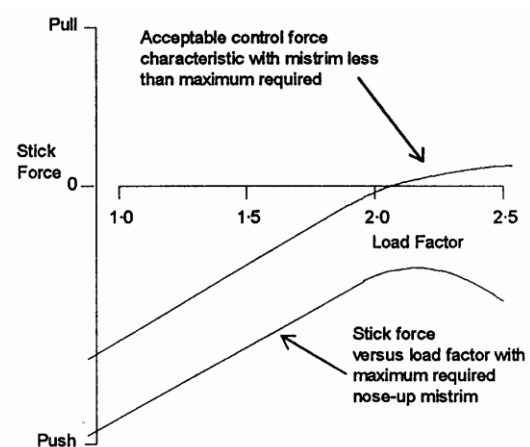 Pull
Acceptable control force
characteristic with mistrim less
than maximum required
Stick
Force
0
1·0
1·5
2·0
2·5
Load Factor
Stick force
versus load factor with
maximum required
nose-up mistrim
Push